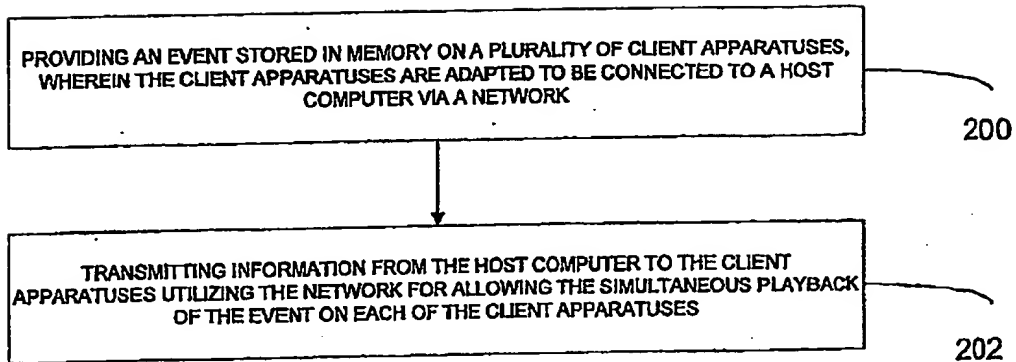 PROVIDING AN EVENT STORED IN MEMORY ON A PLURALITY OF CLIENT APPARATUSES,
WHEREIN THE CLIENT APPARATUSES ARE ADAPTED TO BE CONNECTED TO A HOST
COMPUTER VIA A NETWORK
200
TRANSMITTING INFORMATION FROM THE HOST COMPUTER TO THE CLIENT
APPARATUSES UTILIZING THE NETWORK FOR ALLOWING THE SIMULTANEOUS PLAYBACK
OF THE EVENT ON EACH OF THE CLIENT APPARATUSES
202